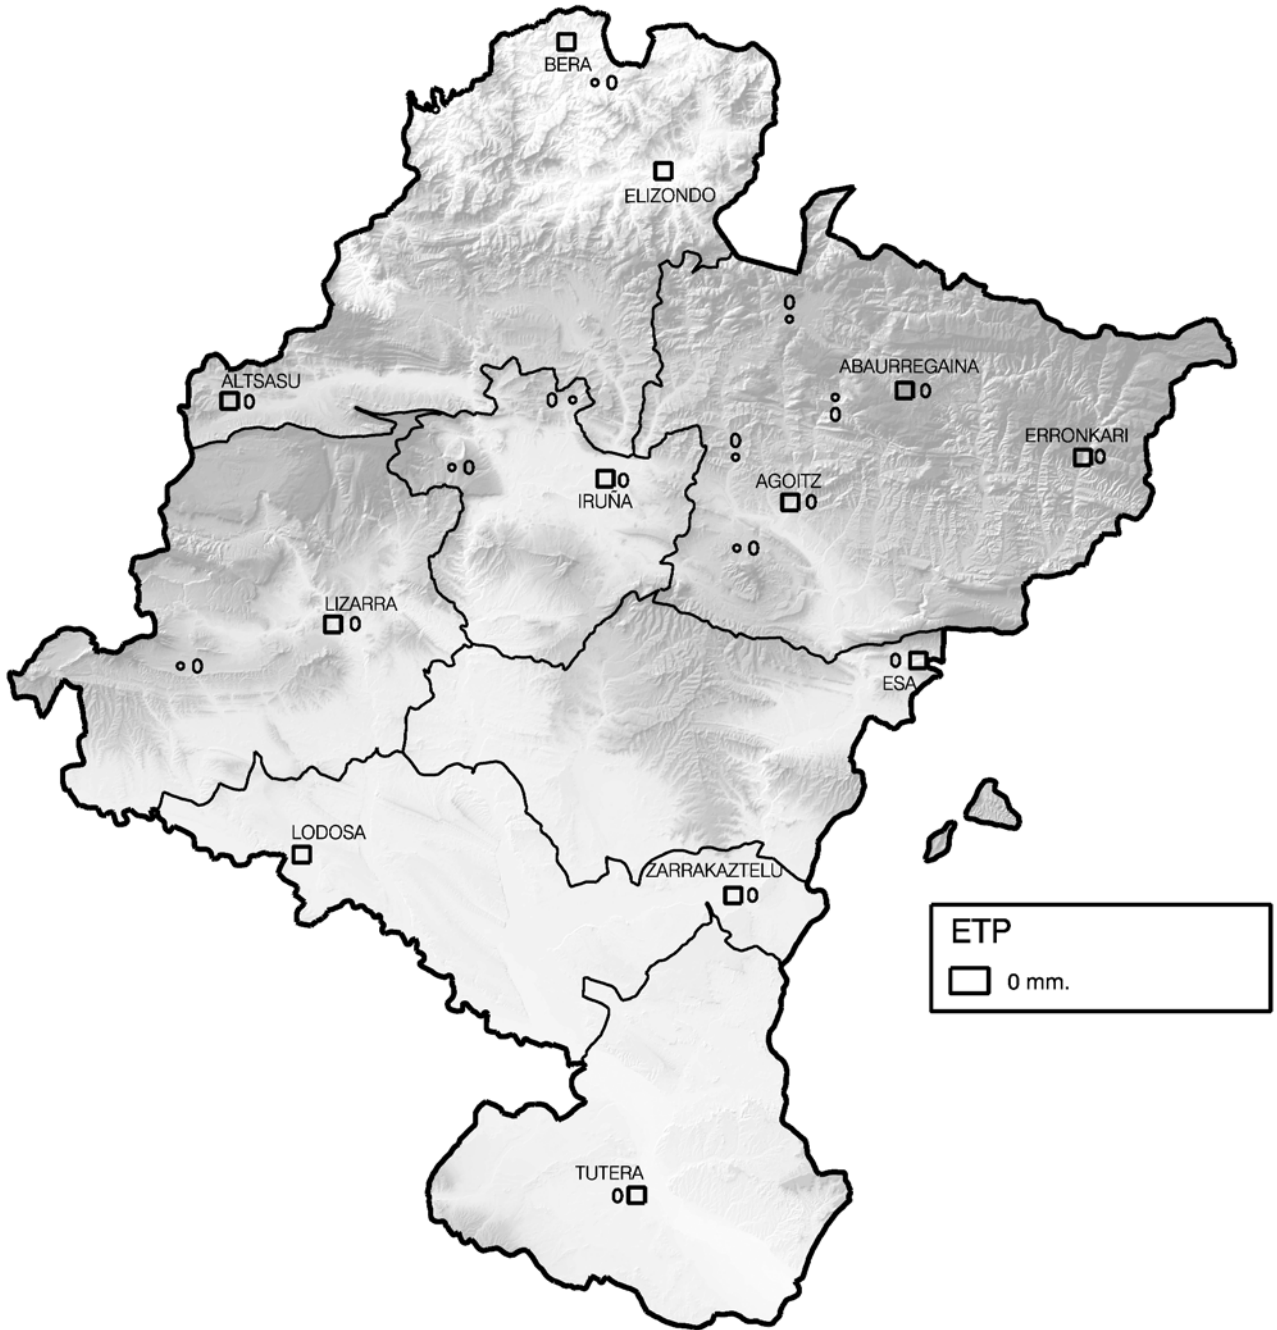 BERA
0
ELIZONDO
0
ABAURREGAINA
0
ALTSASU
0
0
0
0
ERRONKARI
0
0
0
IRUÑA
AGOITZ
0
0
LIZARRA
0
0
0
ESA
LODOSA
ZARRAKAZTELU
0
ETP
0 mm.
TUTERA
0